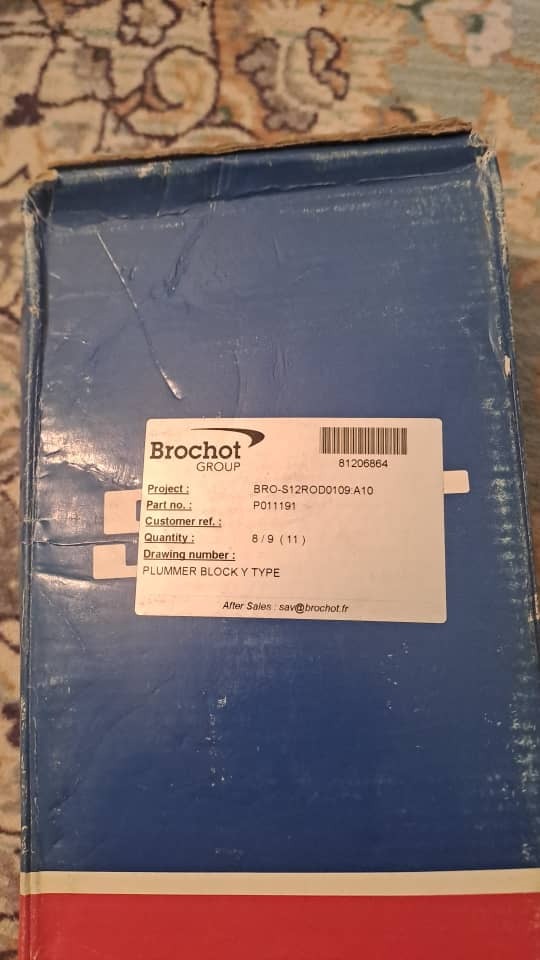 Brochot
GROUP
81206864
Project : BRO-S12ROD0109:A10
Part no. : P011191
Customer ref. :
Quantity : 8 / 9 ( 11 )
Drawing number :
PLUMMER BLOCK Y TYPE
After Sales : sav@brochot.fr